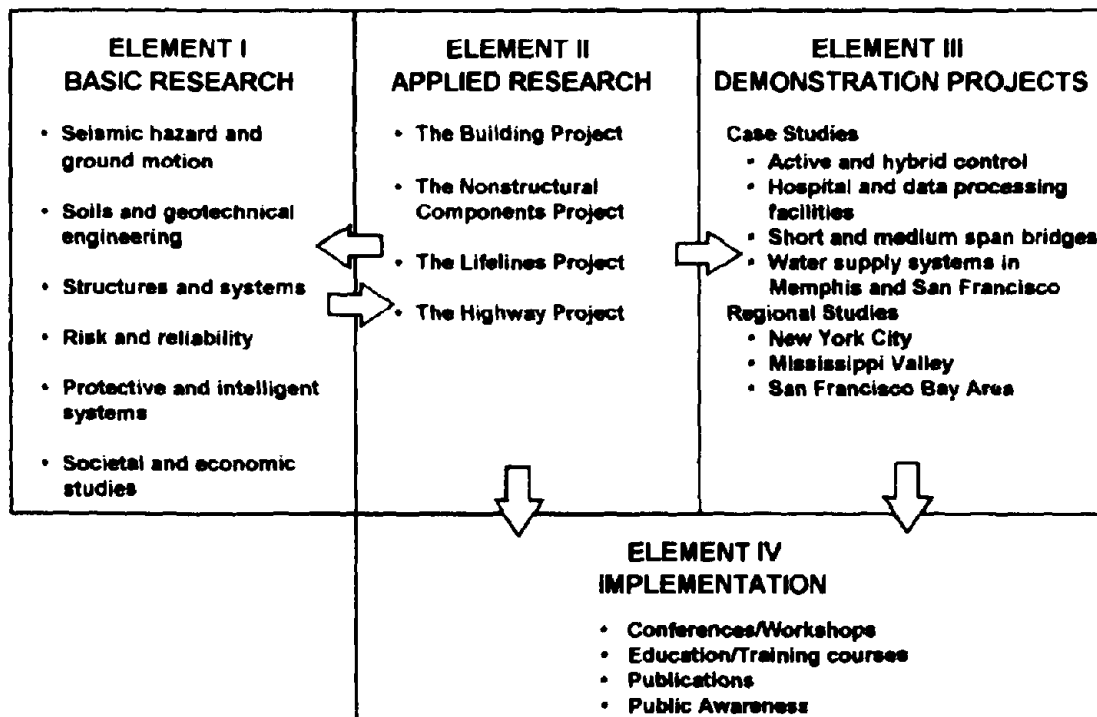 ELEMENT I
BASIC RESEARCH
• Seismic hazard and
ground motion
• Soils and geotechnical
engineering
• Structures and systems
• Risk and reliability
• Protective and intelligent
systems
• Societal and economic
studies
ELEMENT II
APPLIED RESEARCH
• The Building Project
• The Nonstructural
Components Project
• The Lifelines Project
• The Highway Project
ELEMENT III
DEMONSTRATION PROJECTS
Case Studies
• Active and hybrid control
• Hospital and data processing
facilities
• Short and medium span bridges
• Water supply systems in
Memphis and San Francisco
Regional Studies
• New York City
• Mississippi Valley
• San Francisco Bay Area
ELEMENT IV
IMPLEMENTATION
• Conferences/Workshops
• Education/Training courses
• Publications
• Public Awareness